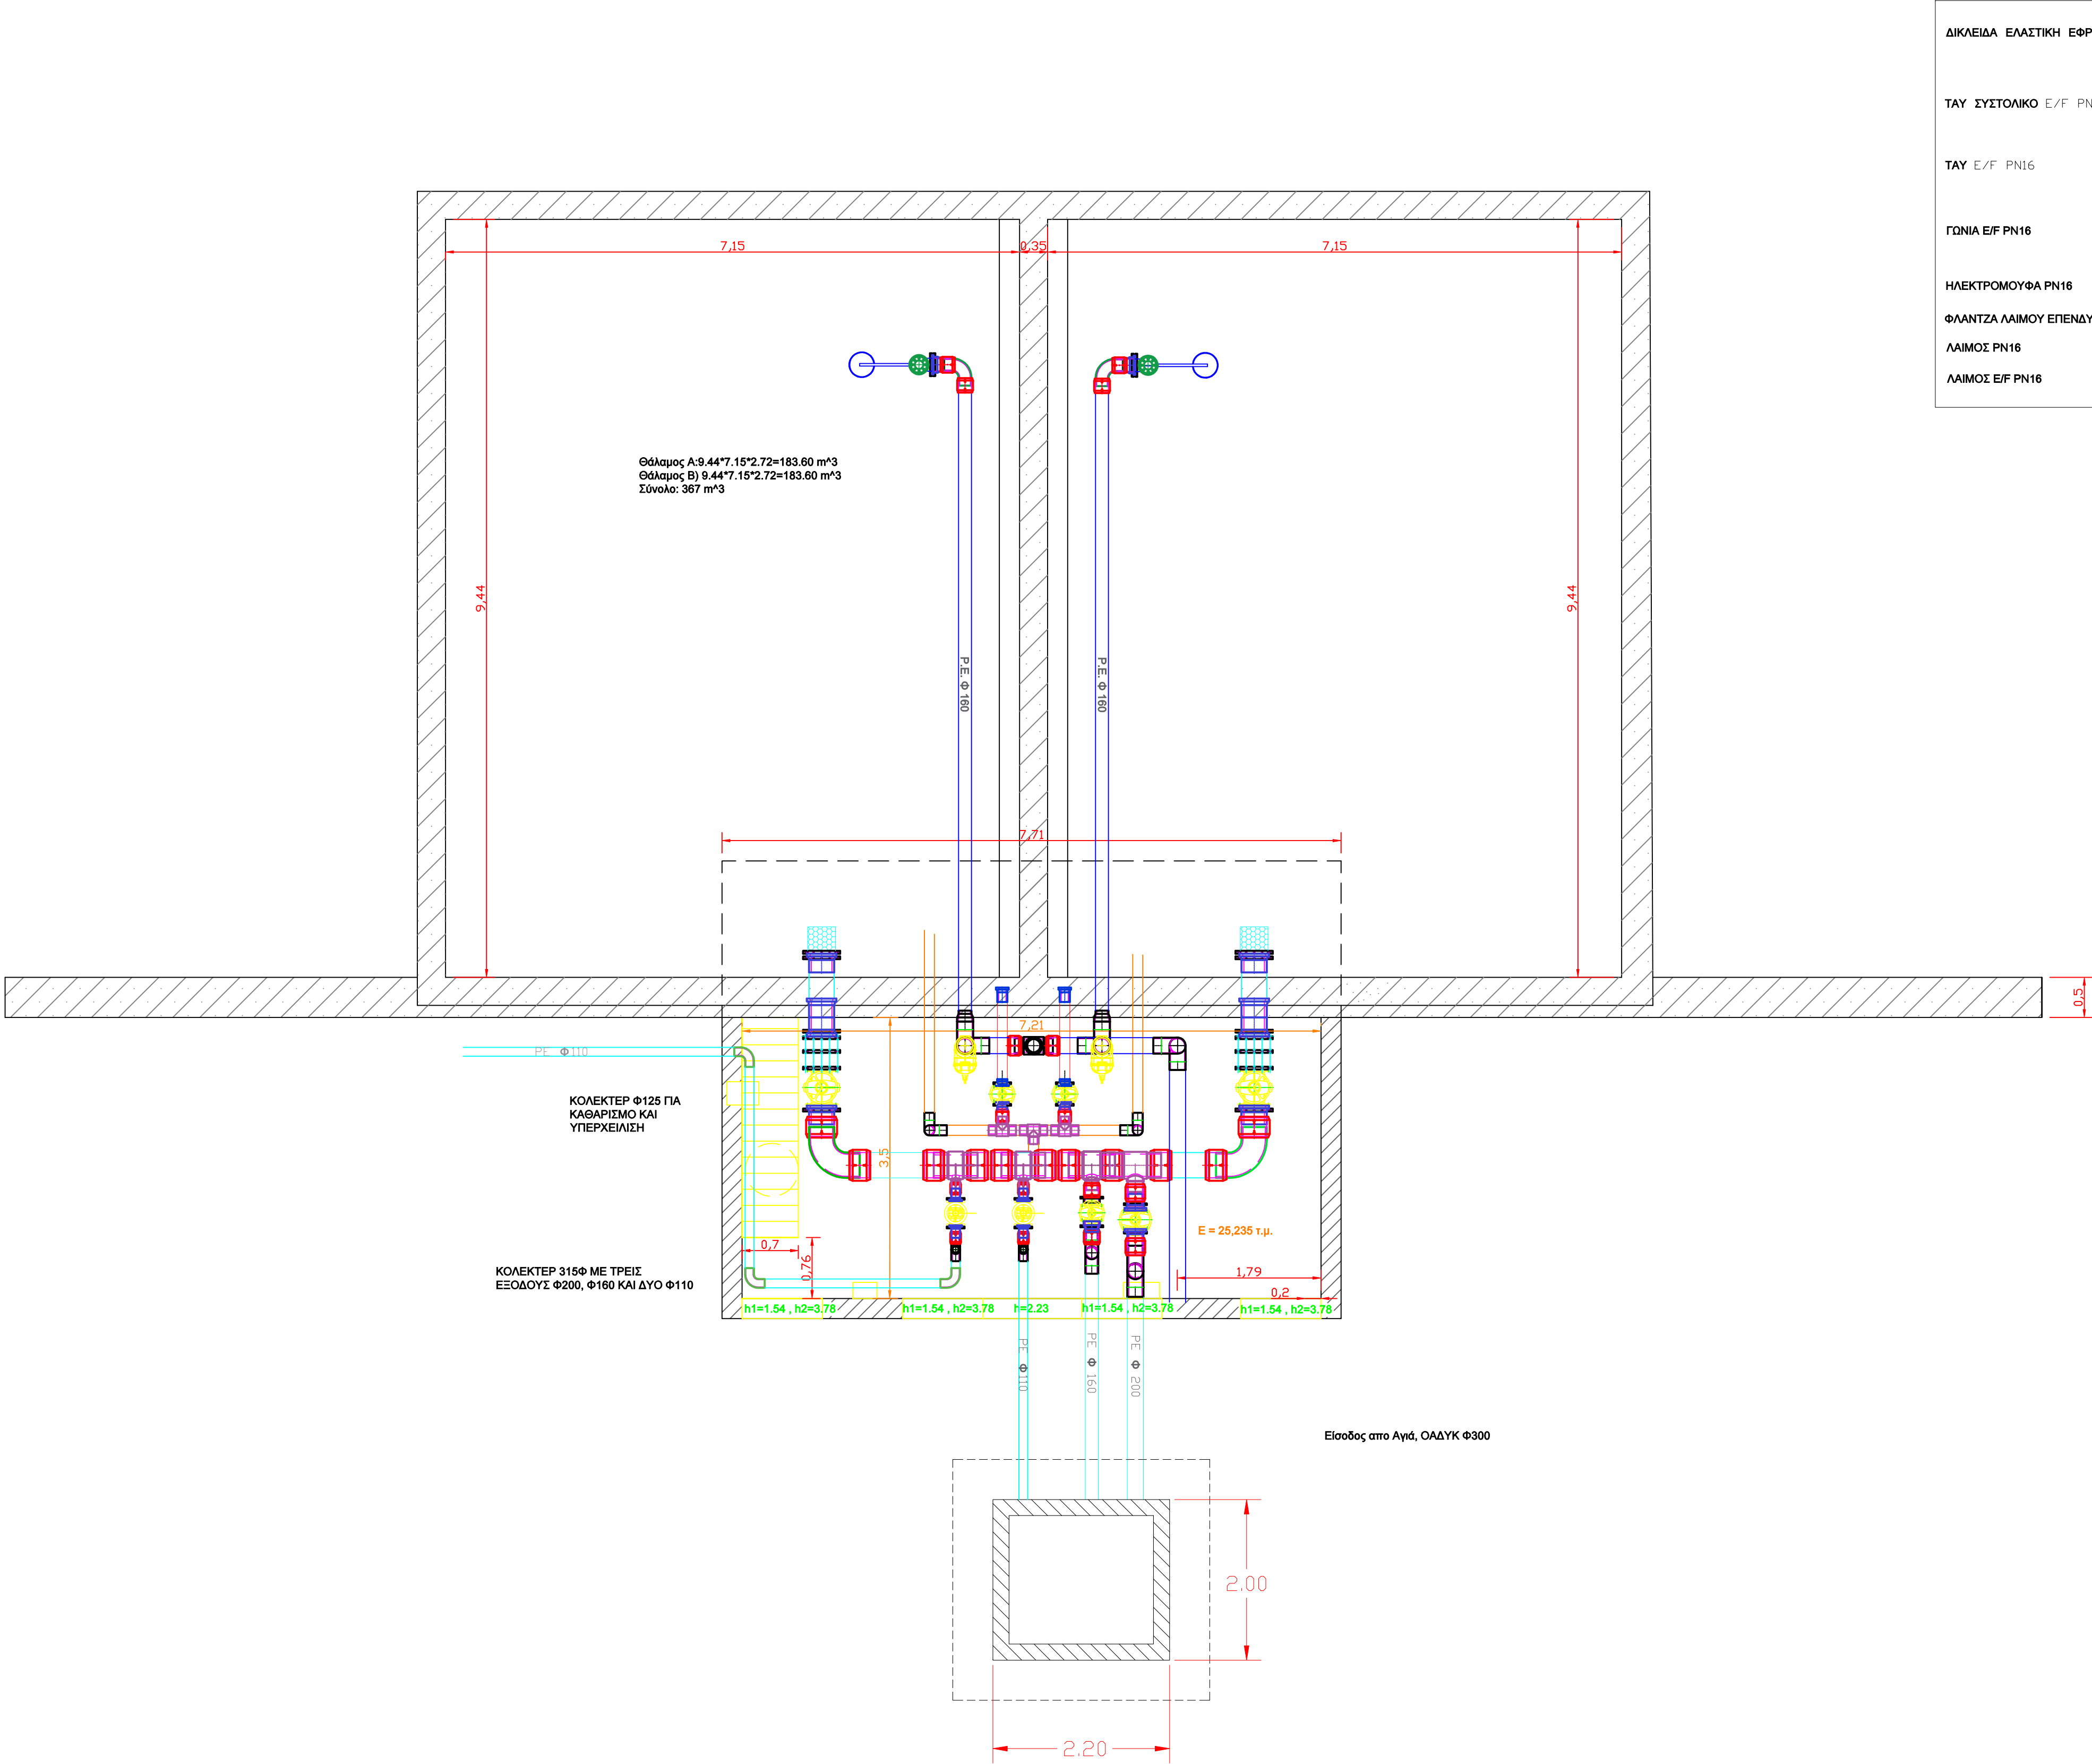 ΔΙΚΛΕΙΔΑ ΕΛΑΣΤΙΚΗ ΕΦΡ
ΤΑΥ ΣΥΣΤΟΛΙΚΟ E/F PN
ΤΑΥ E/F PN16
ΓΩΝΙΑ E/F PN16
ΗΛΕΚΤΡΟΜΟΥΦΑ PN16
ΦΛΑΝΤΖΑ ΛΑΙΜΟΥ ΕΠΕΝΔΥ
ΛΑΙΜΟΣ PN16
ΛΑΙΜΟΣ E/F PN16
7,15
0,35
7,15
Θάλαμος Α:9.44*7.15*2.72=183.60 m^3
Θάλαμος Β) 9.44*7.15*2.72=183.60 m^3
Σύνολο: 367 m^3
9,44
9,44
P.E. Φ 160
P.E. Φ 160
7,71
0,5
7,21
PE Φ110
ΚΟΛΕΚΤΕΡ Φ125 ΓΙΑ
ΚΑΘΑΡΙΣΜΟ ΚΑΙ
ΥΠΕΡΧΕΙΛΙΣΗ
3,5
E = 25,235 τ.μ.
0,7
0,76
ΚΟΛΕΚΤΕΡ 315Φ ΜΕ ΤΡΕΙΣ
ΕΞΟΔΟΥΣ Φ200, Φ160 ΚΑΙ ΔΥΟ Φ110
1,79
0,2
h1=1.54 , h2=3.78
h1=1.54 , h2=3.78
h=2.23
h1=1.54 , h2=3.78
h1=1.54 , h2=3.78
PE Φ110
PE Φ 160
PE Φ 200
Είσοδος απο Αγιά, ΟΑΔΥΚ Φ300
2.00
2.20